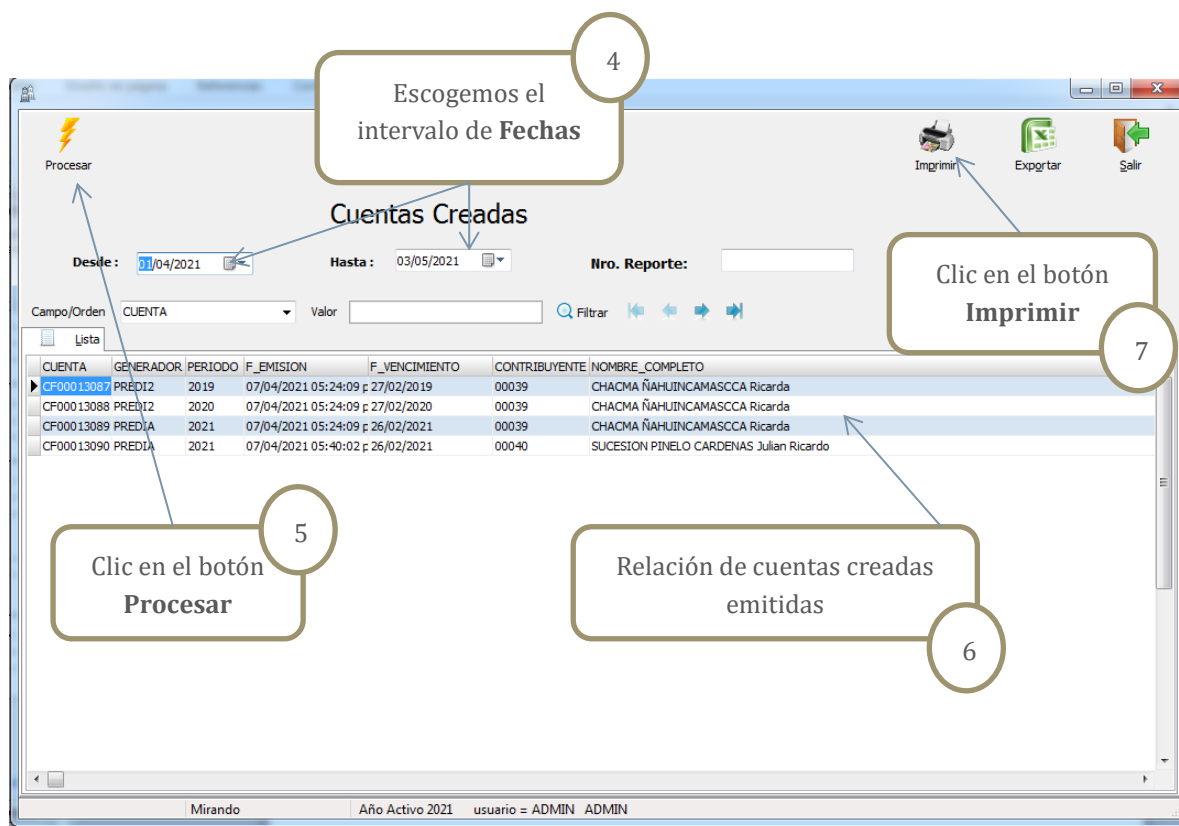 4
Escogemos el
intervalo de Fechas
Procesar
Imprimir
Exportar
Salir
Cuentas Creadas
Desde :
01/04/2021
Hasta :
03/05/2021
Nro. Reporte:
Clic en el botón
Imprimir
7
Campo/Orden
CUENTA
Valor
Filtrar
Lista
CUENTA GENERADOR PERIODO F_EMISION F_VENCIMIENTO CONTRIBUYENTE NOMBRE_COMPLETO
CF00013087 PREDI2 2019 07/04/2021 05:24:09 p 27/02/2019 00039 CHACMA ÑAHUINCAMASCCA Ricarda
CF00013088 PREDI2 2020 07/04/2021 05:24:09 p 27/02/2020 00039 CHACMA ÑAHUINCAMASCCA Ricarda
CF00013089 PREDIA 2021 07/04/2021 05:24:09 p 26/02/2021 00039 CHACMA ÑAHUINCAMASCCA Ricarda
CF00013090 PREDIA 2021 07/04/2021 05:40:02 p 26/02/2021 00040 SUCESION PINELO CARDENAS Julian Ricardo
5
Clic en el botón
Procesar
Relación de cuentas creadas
emitidas
6
Mirando
Año Activo 2021
usuario = ADMIN ADMIN